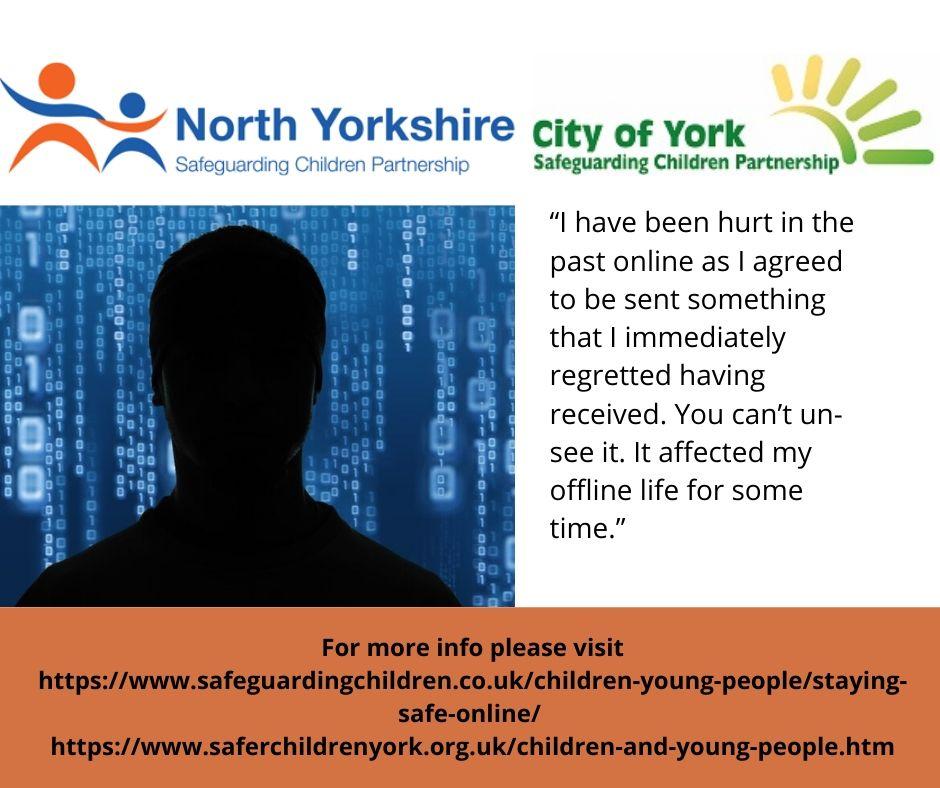 North Yorkshire
Safeguarding Children Partnership
City of York
Safeguarding Children Partnership
“I have been hurt in the
past online as I agreed
to be sent something
that I immediately
regretted having
received. You can’t un-
see it. It affected my
offline life for some
time.”
For more info please visit
https://www.safeguardingchildren.co.uk/children-young-people/staying-
safe-online/
https://www.saferchildrenyork.org.uk/children-and-young-people.htm